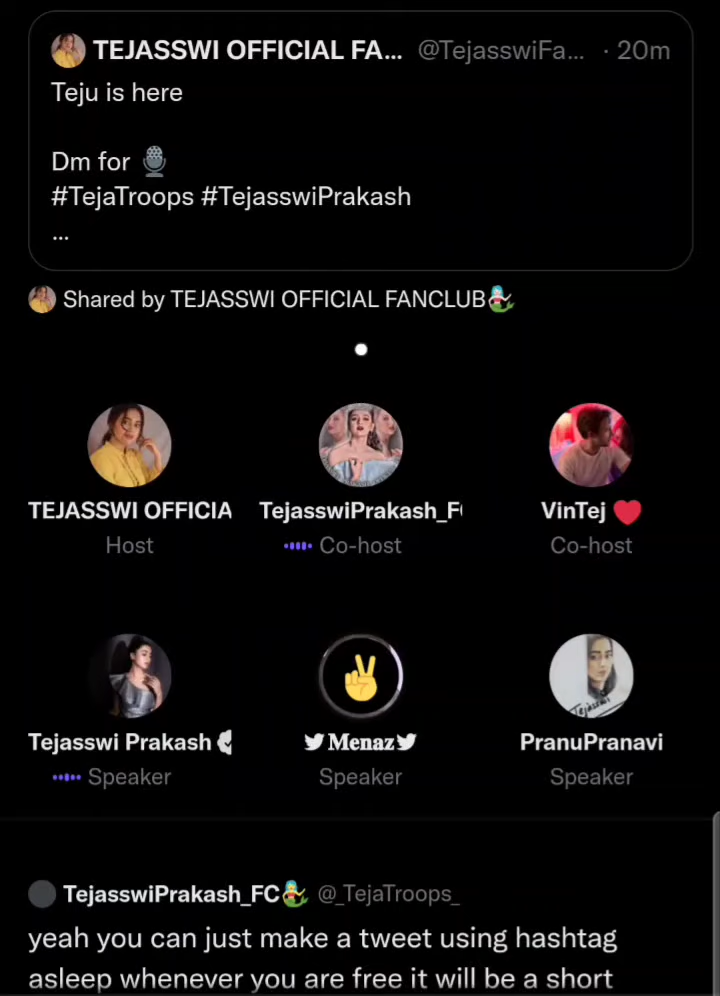 TEJASSWI OFFICIAL FA... @TejasswiFa... · 20m
Teju is here
Dm for 🎙️
#TejaTroops #TejasswiPrakash
...
Shared by TEJASSWI OFFICIAL FANCLUB🧜‍♀️
TEJASSWI OFFICIA TejasswiPrakash_F VinTej ❤️
Host Co-host Co-host
Tejasswi Prakash 🐦Menaz🐦 PranuPranavi
Speaker Speaker Speaker
TejasswiPrakash_FC🧜‍♀️ @_TejaTroops_
yeah you can just make a tweet using hashtag
asleep whenever you are free it will be a short